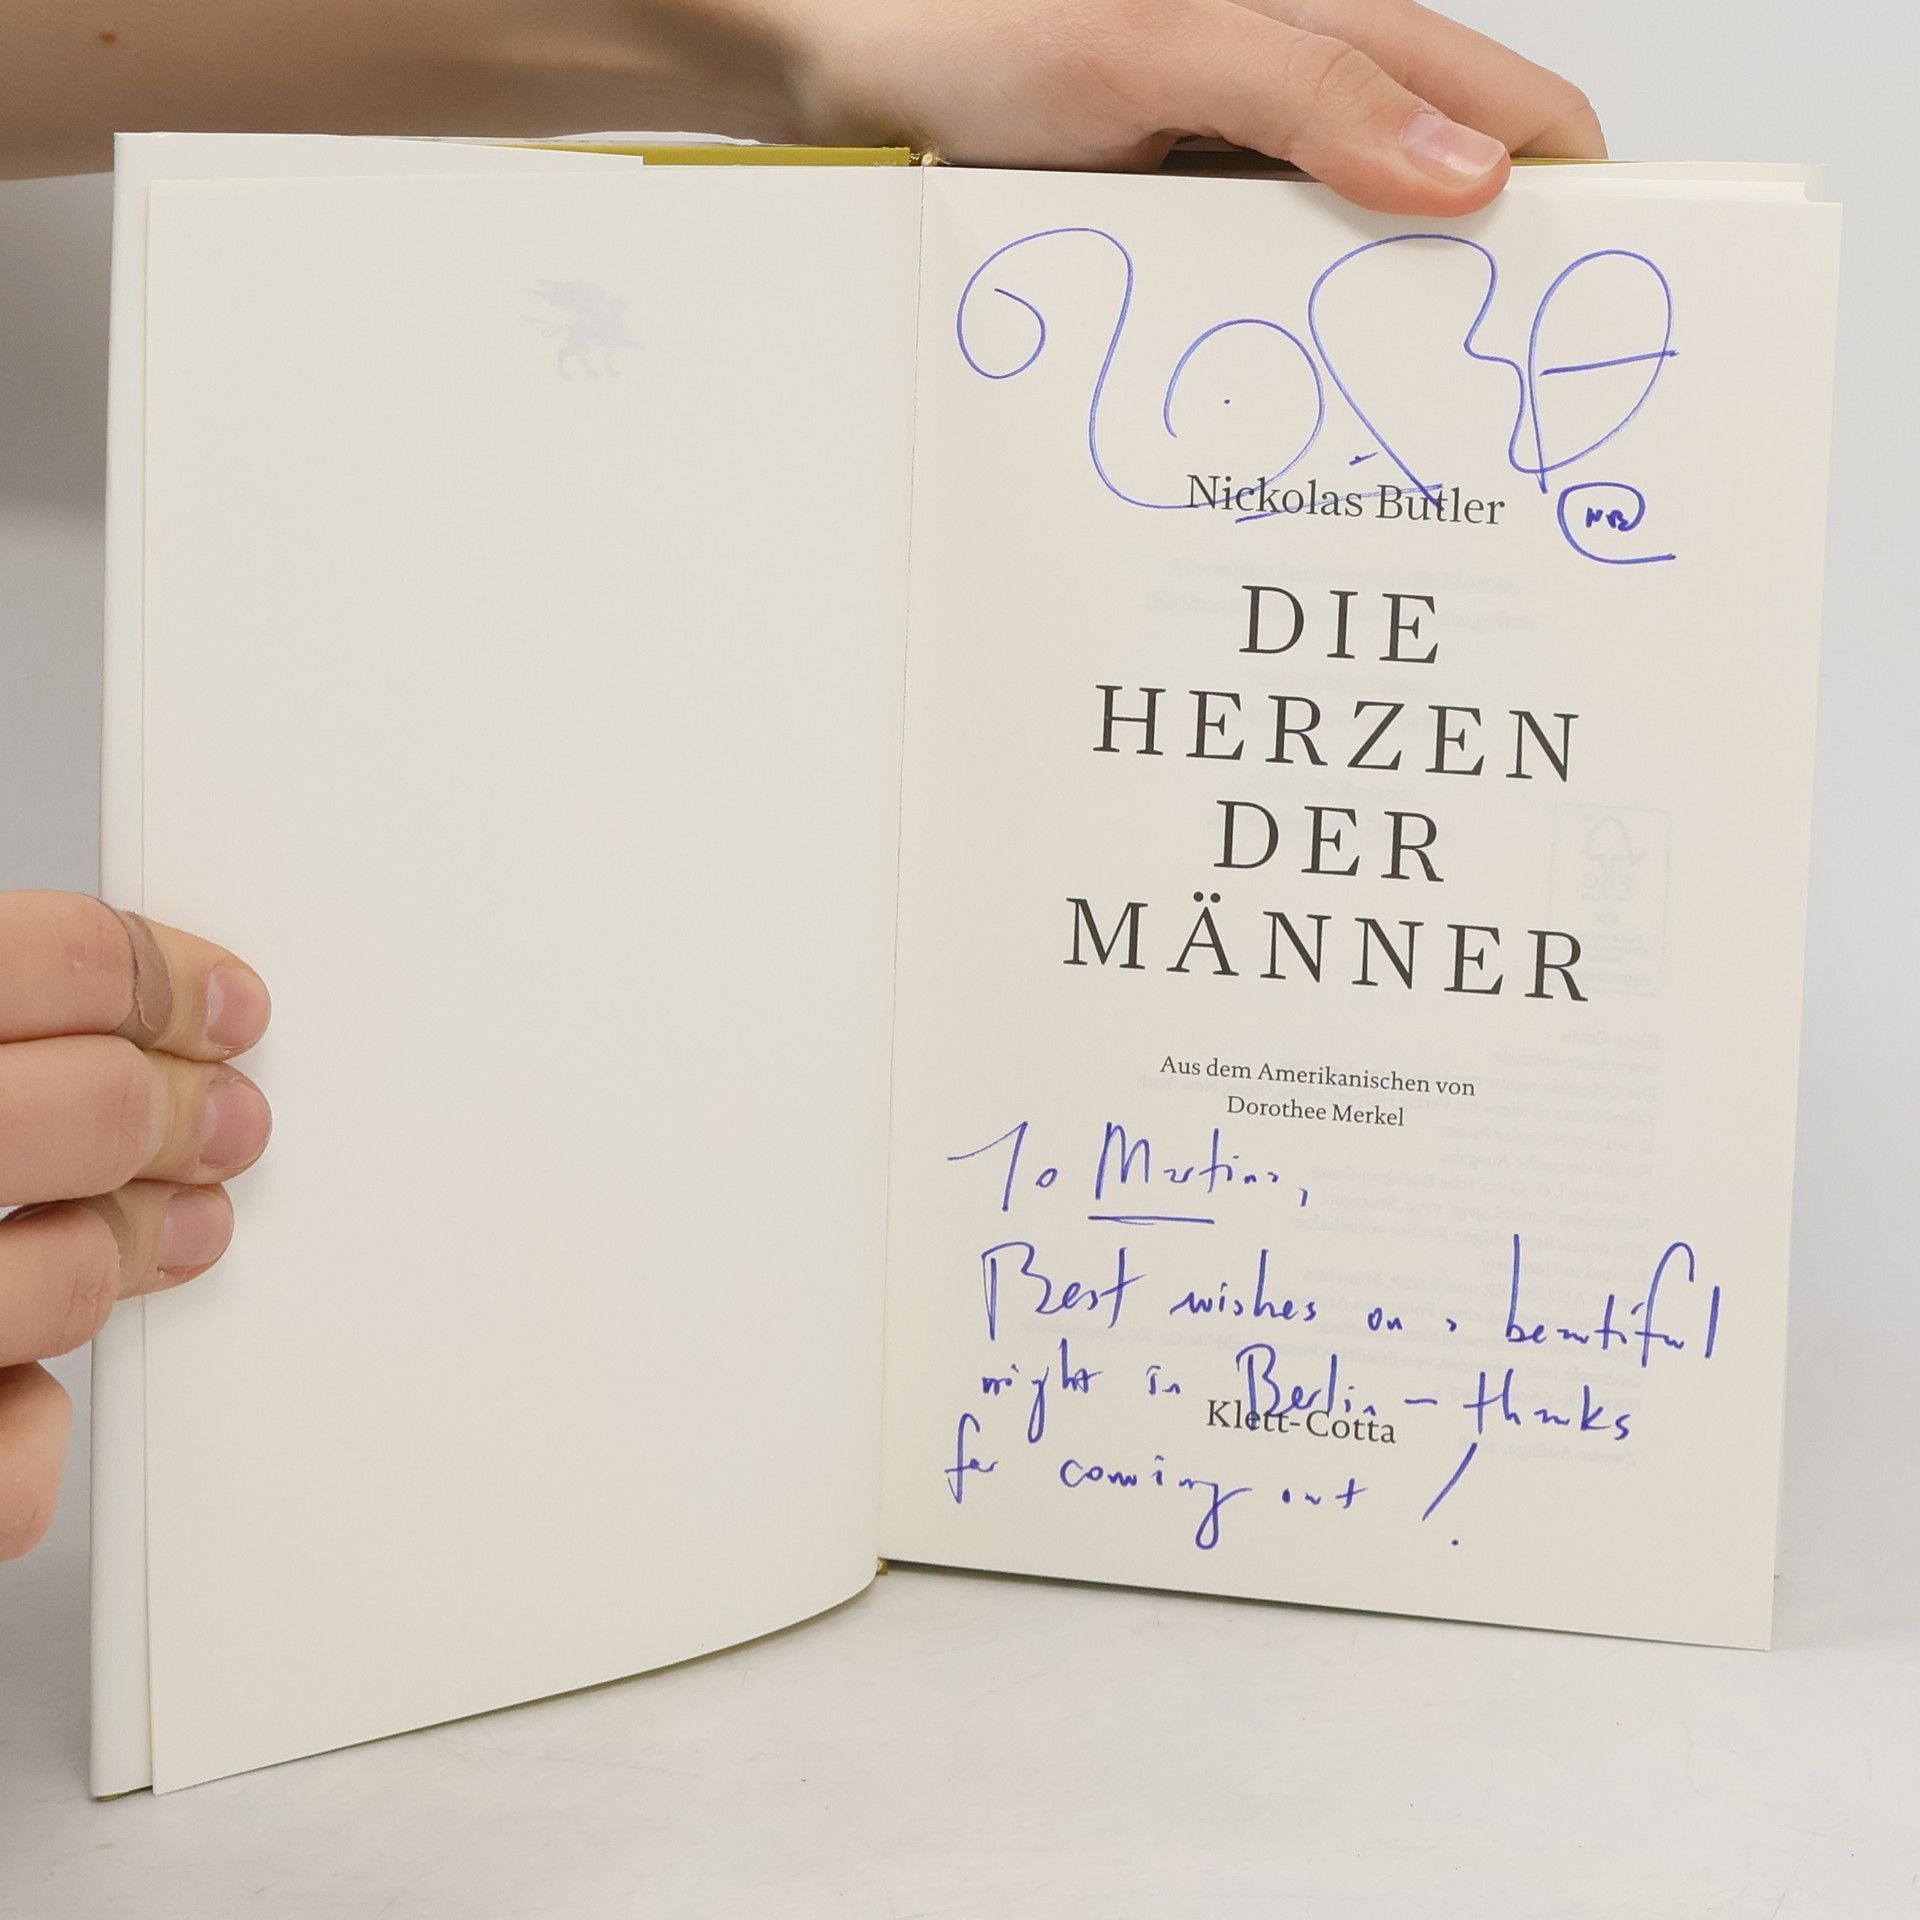 Nickolas Butler
NB
DIE
HERZEN
DER
MÄNNER
Aus dem Amerikanischen von
Dorothee Merkel
To Martina,
Best wishes on a beautiful
night in Berlin – thanks
Klett-Cotta
for coming out!